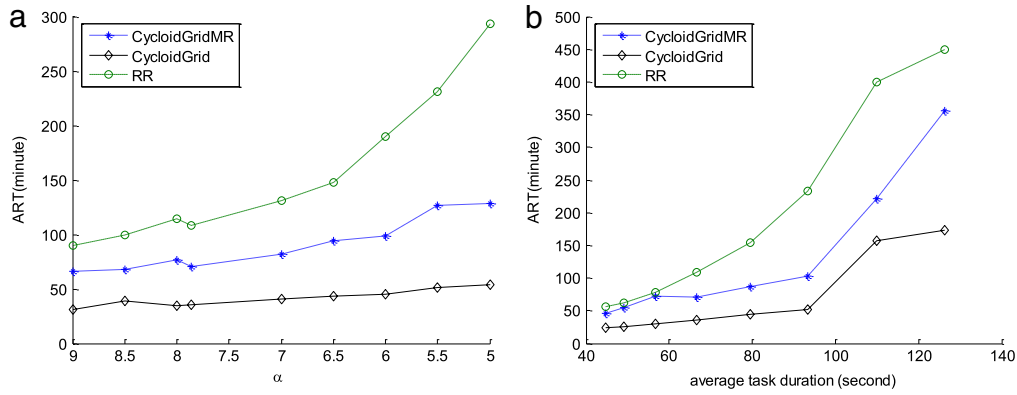 a
300
250
200
150
100
50
0
ART(minute)
CycloidGridMR
CycloidGrid
RR
9 8.5 8 7.5 7 6.5 6 5.5 5
α
b
500
450
400
350
300
250
200
150
100
50
0
ART(minute)
CycloidGridMR
CycloidGrid
RR
40 60 80 100 120 140
average task duration (second)